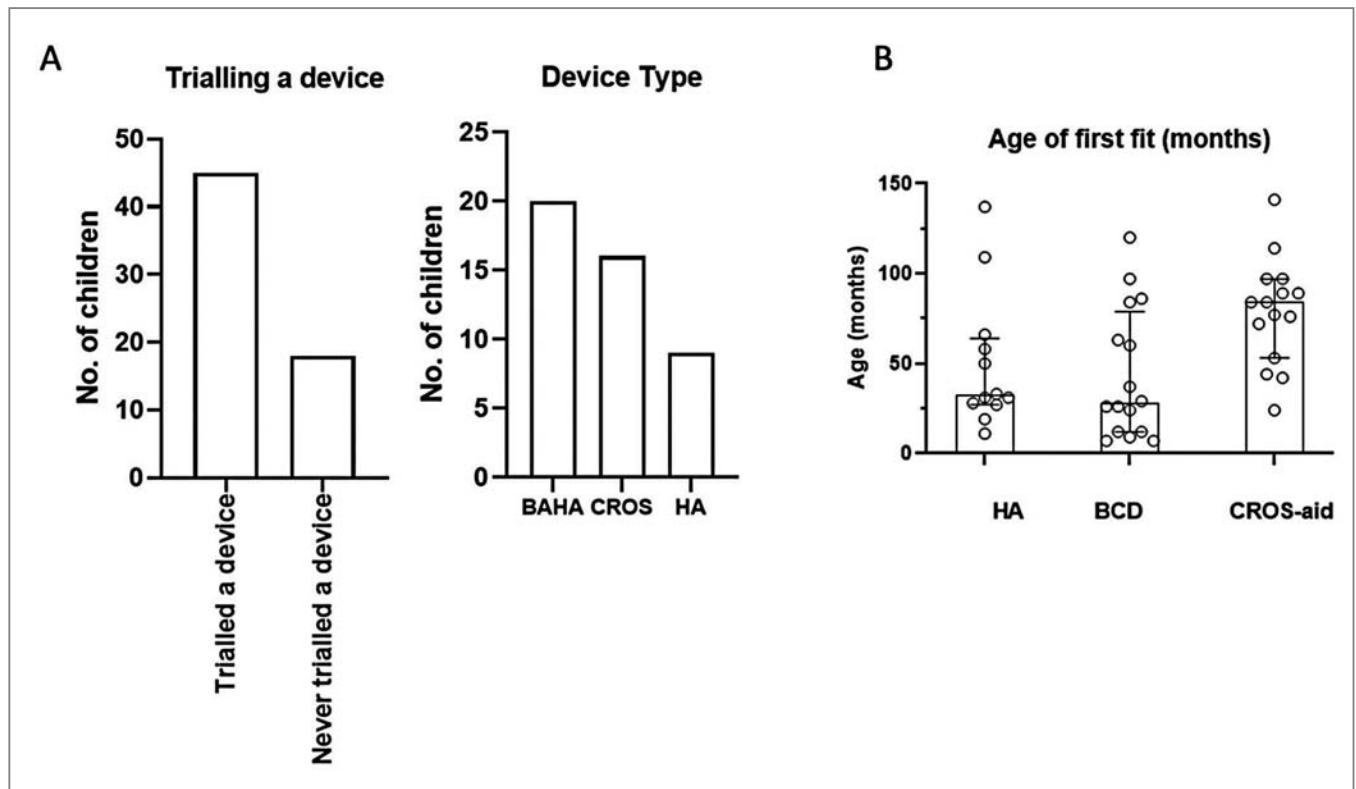 A
Trialling a device
No. of children
50
40
30
20
10
0
Trialled a device
Never trialled a device
Device Type
No. of children
25
20
15
10
5
0
BAHA CROS HA
B
Age of first fit (months)
Age (months)
150
100
50
0
HA BCD CROS-aid